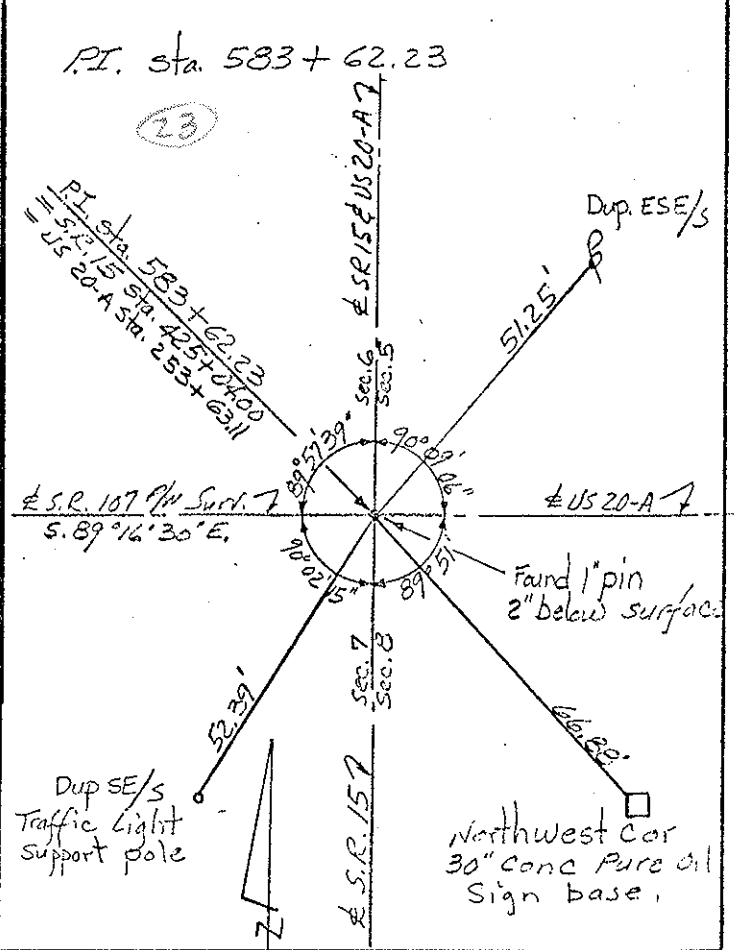 P.I. sta. 583 + 62.23
23
P.I. sta. 583 + 62.23
= S.R. 15 sta. 425+04.00
= US 20-A sta. 253+63.11
℄ SR 15 & US 20-A
Dup. ESE/s
51.25'
sec. 6
sec. 5
89°57'39"
90°09'06"
℄ S.R. 107 P/W Surv.
S. 89°16'30" E.
℄ US 20-A
90°02'15"
89°51'
Found 1" pin
2" below surface
sec. 7
sec. 8
52.39'
66.88'
Dup SE/s
Traffic Light
support pole
℄ S.R. 15
Northwest Cor
30" Conc Pure Oil
Sign base.
N